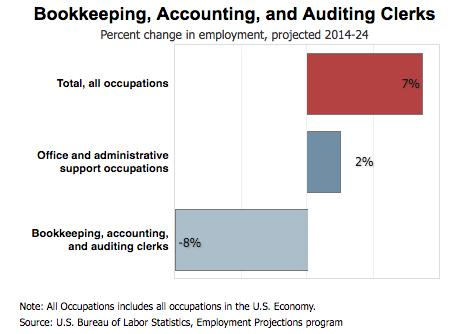 Bookkeeping, Accounting, and Auditing Clerks
Percent change in employment, projected 2014-24
Total, all occupations
7%
Office and administrative
support occupations
2%
Bookkeeping, accounting,
and auditing clerks
-8%
Note: All Occupations includes all occupations in the U.S. Economy.
Source: U.S. Bureau of Labor Statistics, Employment Projections program